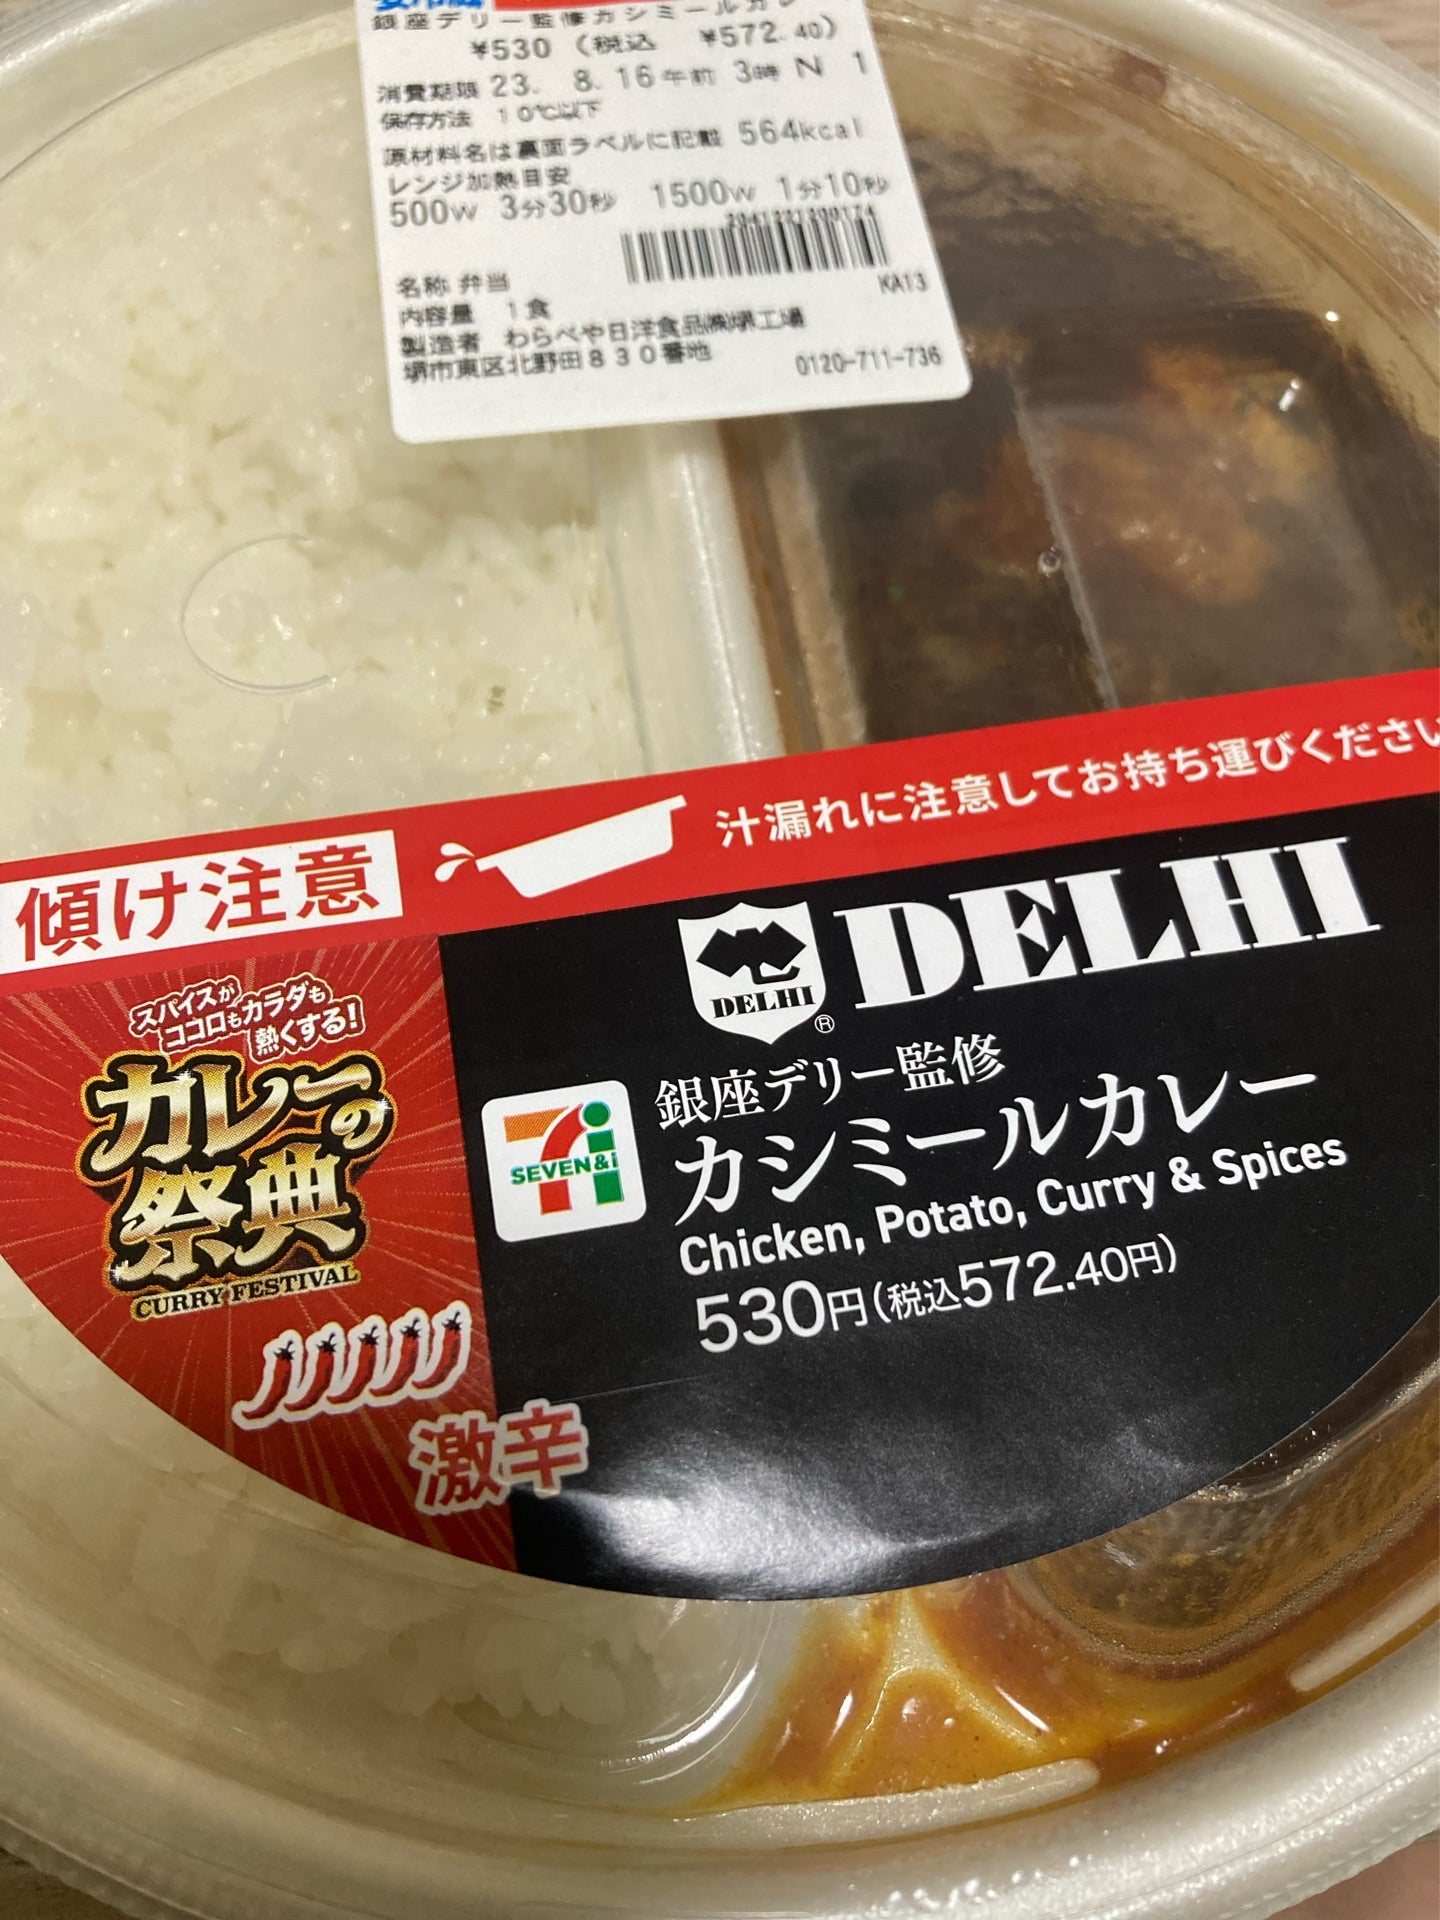 銀座デリー監修カシミールカレー
¥530（税込 ¥572.40）
消費期限 23. 8.16午前 3時 N 1
保存方法 10℃以下
原材料名は裏面ラベルに記載 564kcal
レンジ加熱目安
500W 3分30秒 1500W 1分10秒
KA13
名称 弁当
内容量 1食
製造者 わらべや日洋食品㈱堺工場
堺市東区北野田830番地 0120-711-736
傾け注意
汁漏れに注意してお持ち運びください
DELHI
DELHI
®
スパイスが
ココロもカラダも
熱くする!
カレーの
祭典
CURRY FESTIVAL
激辛
SEVEN&i
銀座デリー監修
カシミールカレー
Chicken, Potato, Curry & Spices
530円(税込572.40円)